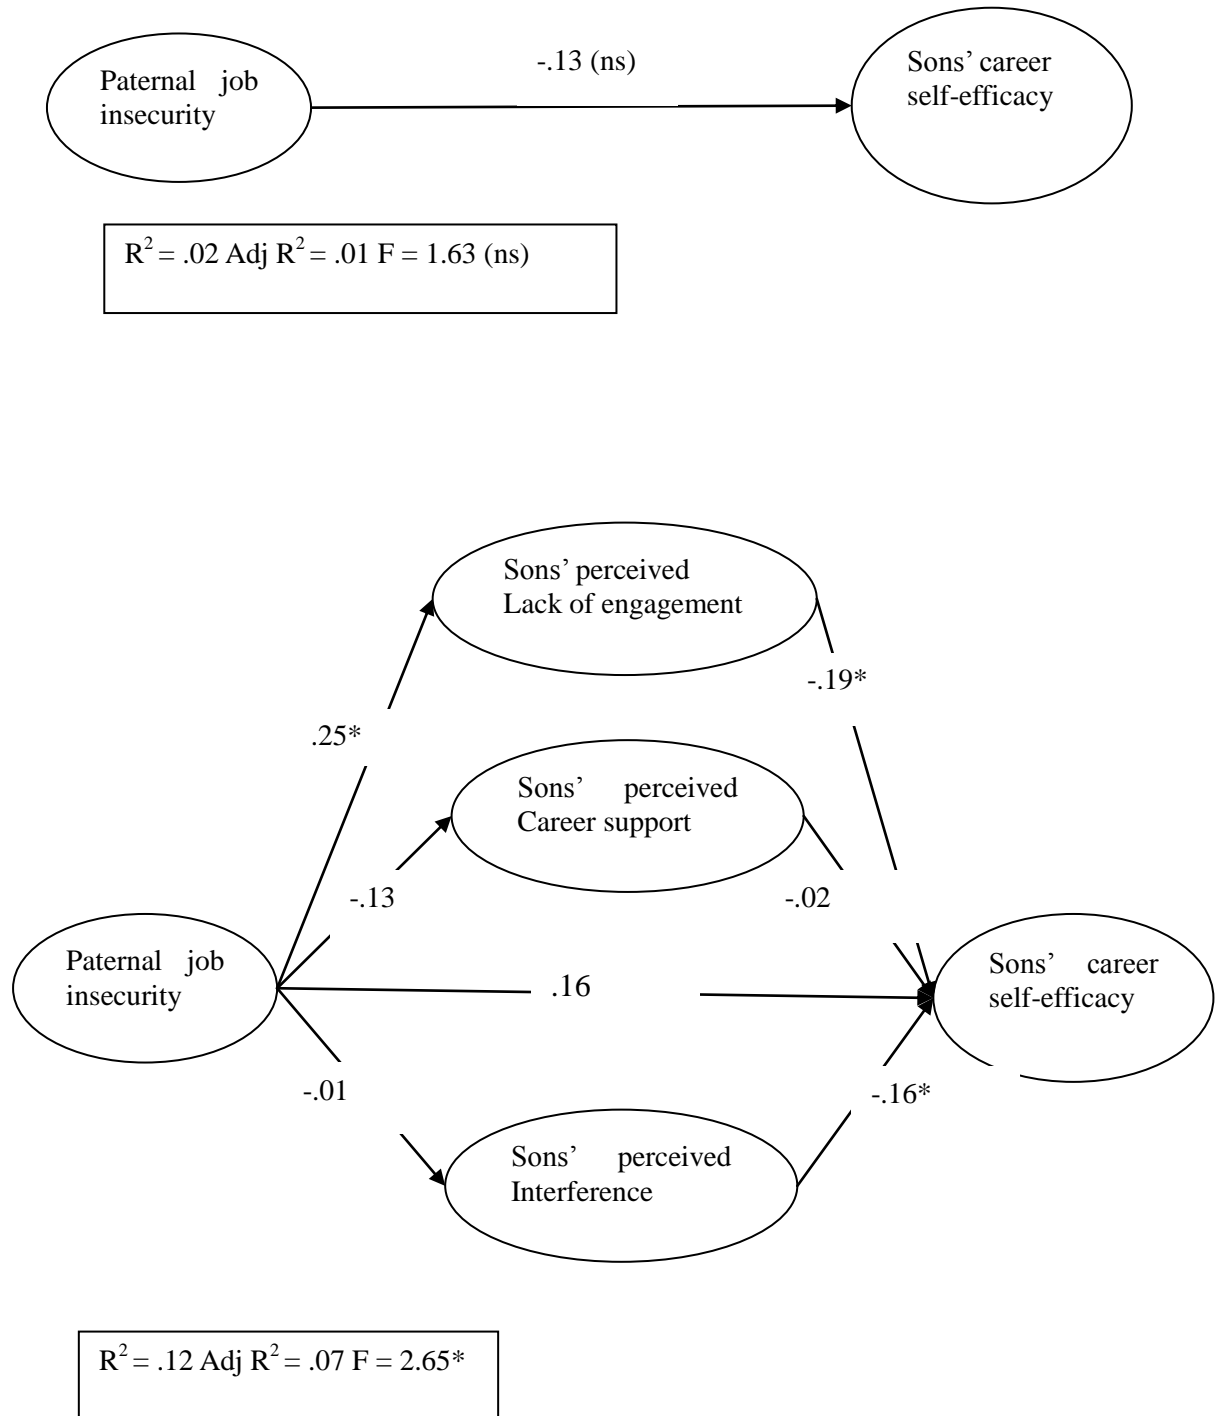 Paternal job
insecurity
-.13 (ns)
Sons' career
self-efficacy
R² = .02 Adj R² = .01 F = 1.63 (ns)
Sons' perceived
Lack of engagement
-.19*
.25*
Sons' perceived
Career support
-.13
-.02
Paternal job
insecurity
.16
Sons' career
self-efficacy
-.01
-.16*
Sons' perceived
Interference
R² = .12 Adj R² = .07 F = 2.65*